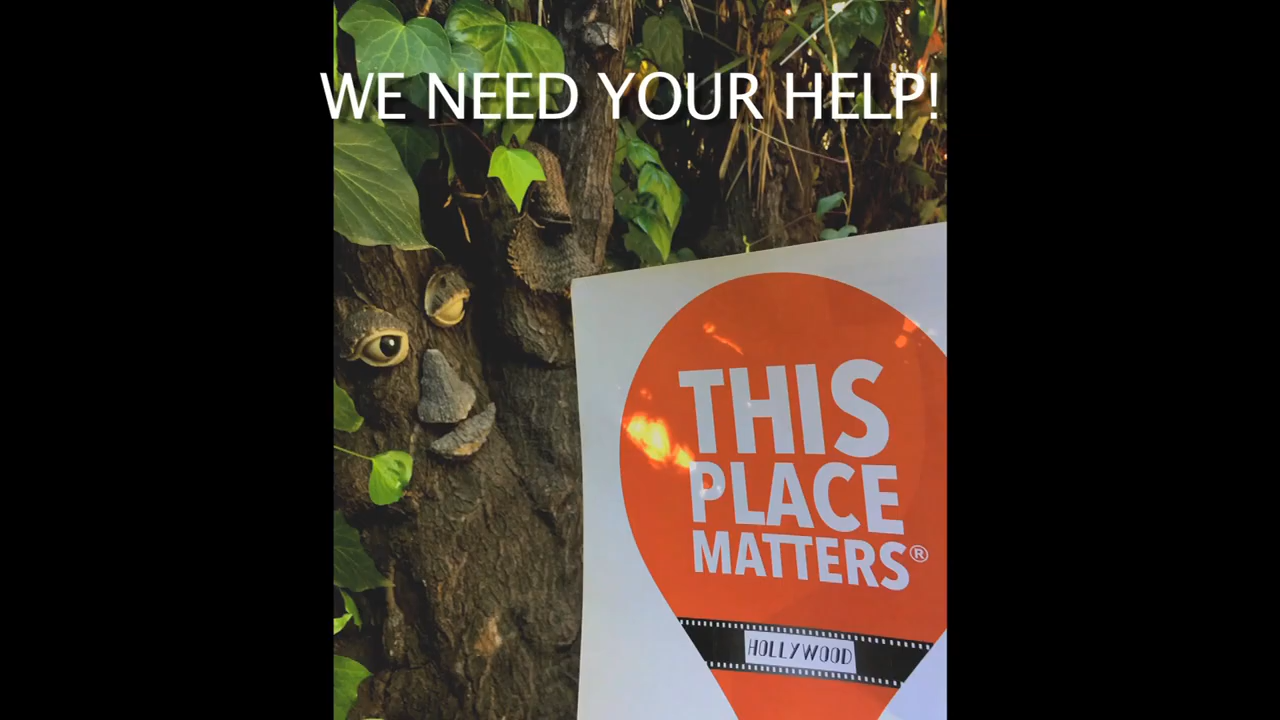 WE NEED YOUR HELP!
THIS
PLACE
MATTERS®
HOLLYWOOD